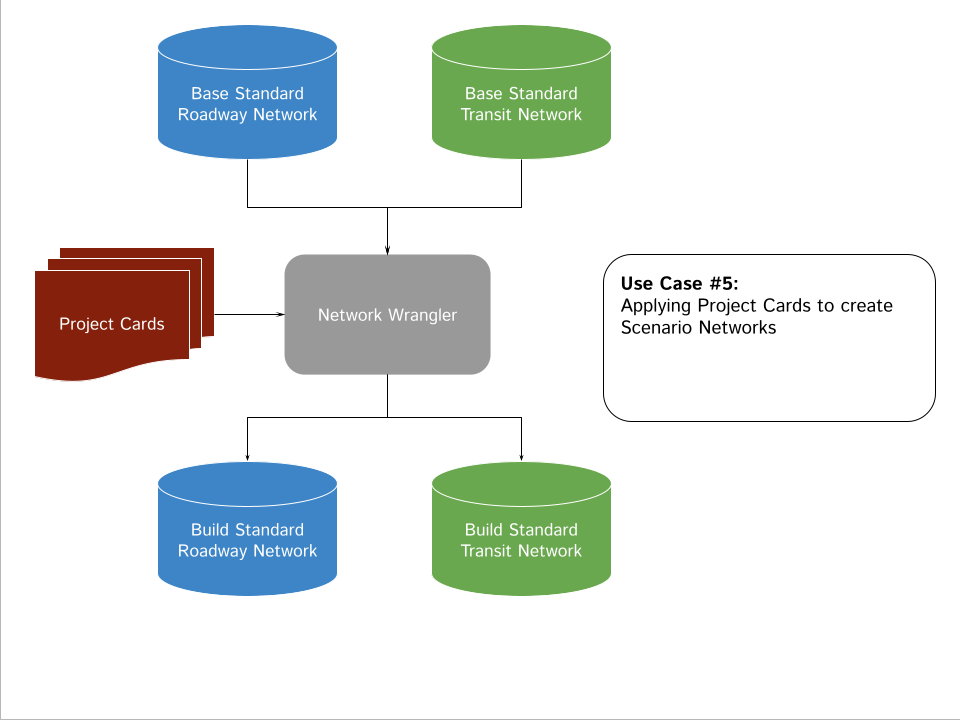 Base Standard
Roadway Network
Base Standard
Transit Network
Project Cards
Network Wrangler
Use Case #5:
Applying Project Cards to create
Scenario Networks
Build Standard
Roadway Network
Build Standard
Transit Network